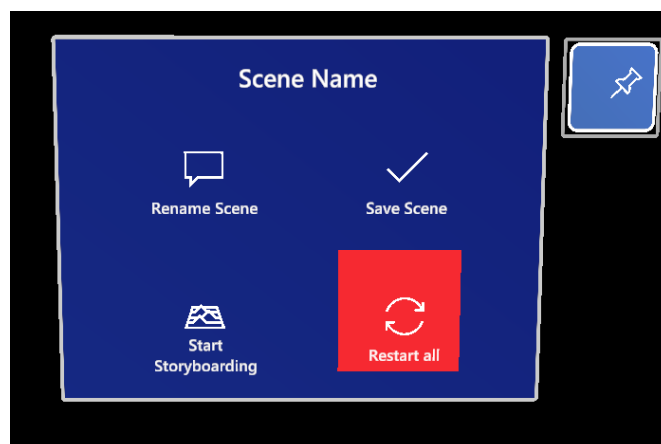 Scene Name
Rename Scene
Save Scene
Start
Storyboarding
Restart all